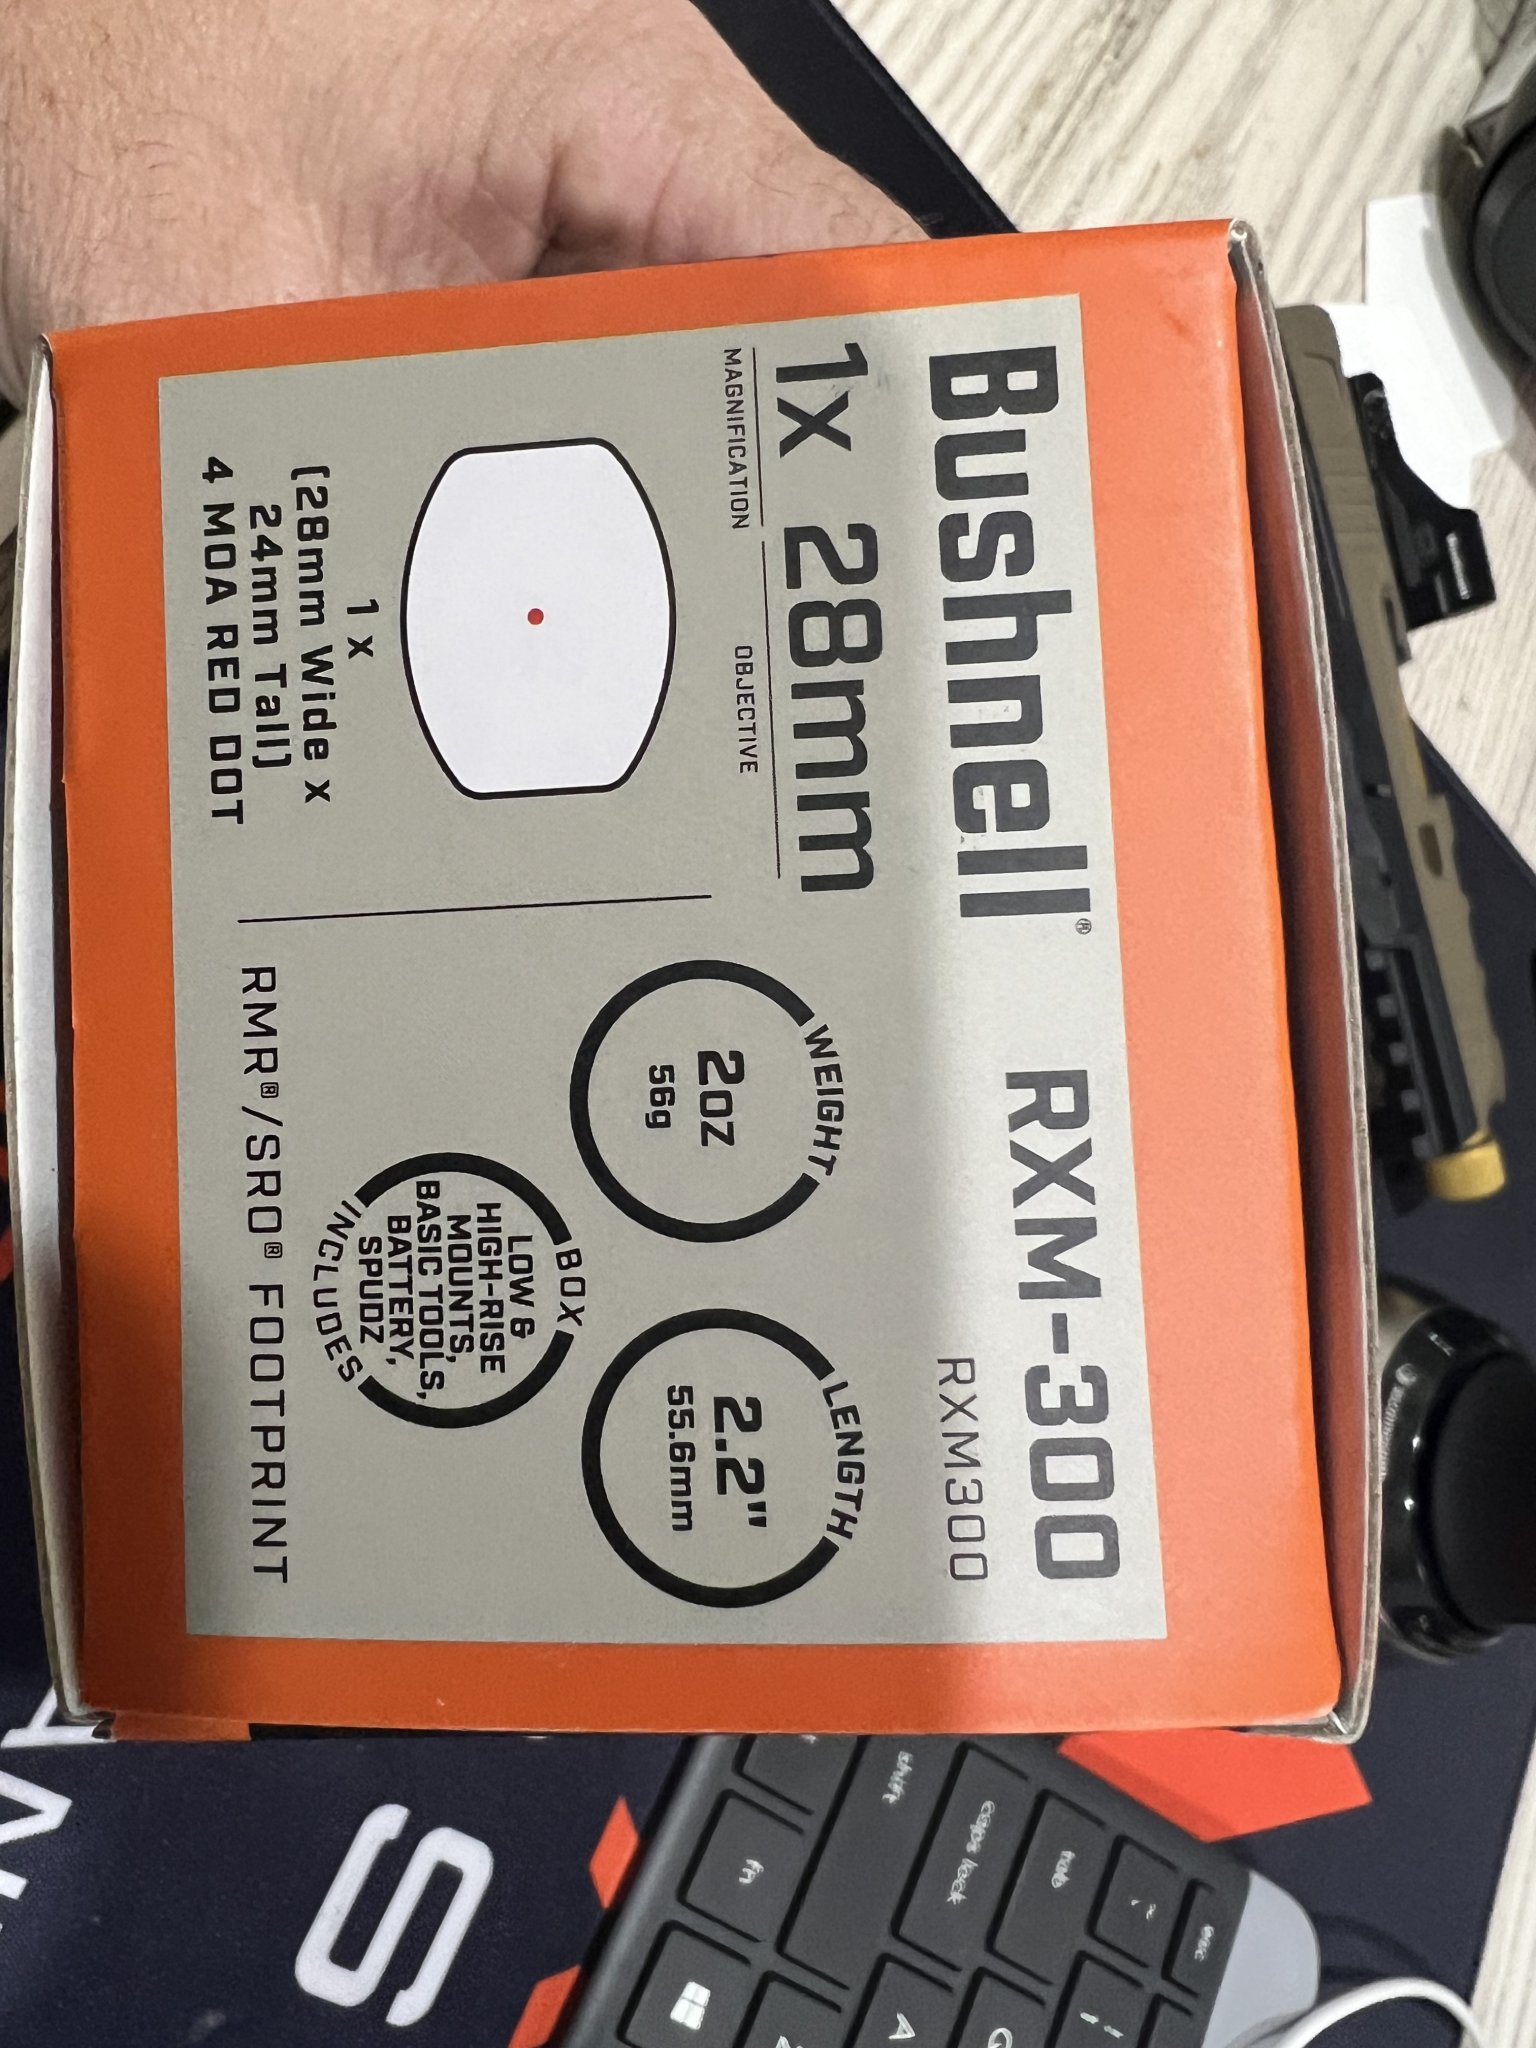 Bushnell®
RXM-300
RXM300
1x 28mm
MAGNIFICATION
OBJECTIVE
1 x
(28mm Wide x
24mm Tall)
4 MOA RED DOT
WEIGHT
2oz
56g
LENGTH
2.2"
55.6mm
BOX
LOW &
HIGH-RISE
MOUNTS,
BASIC TOOLS,
BATTERY,
SPUDZ
INCLUDES
RMR®/SRO® FOOTPRINT
esc
tab
caps lock
shift
fn
A
S